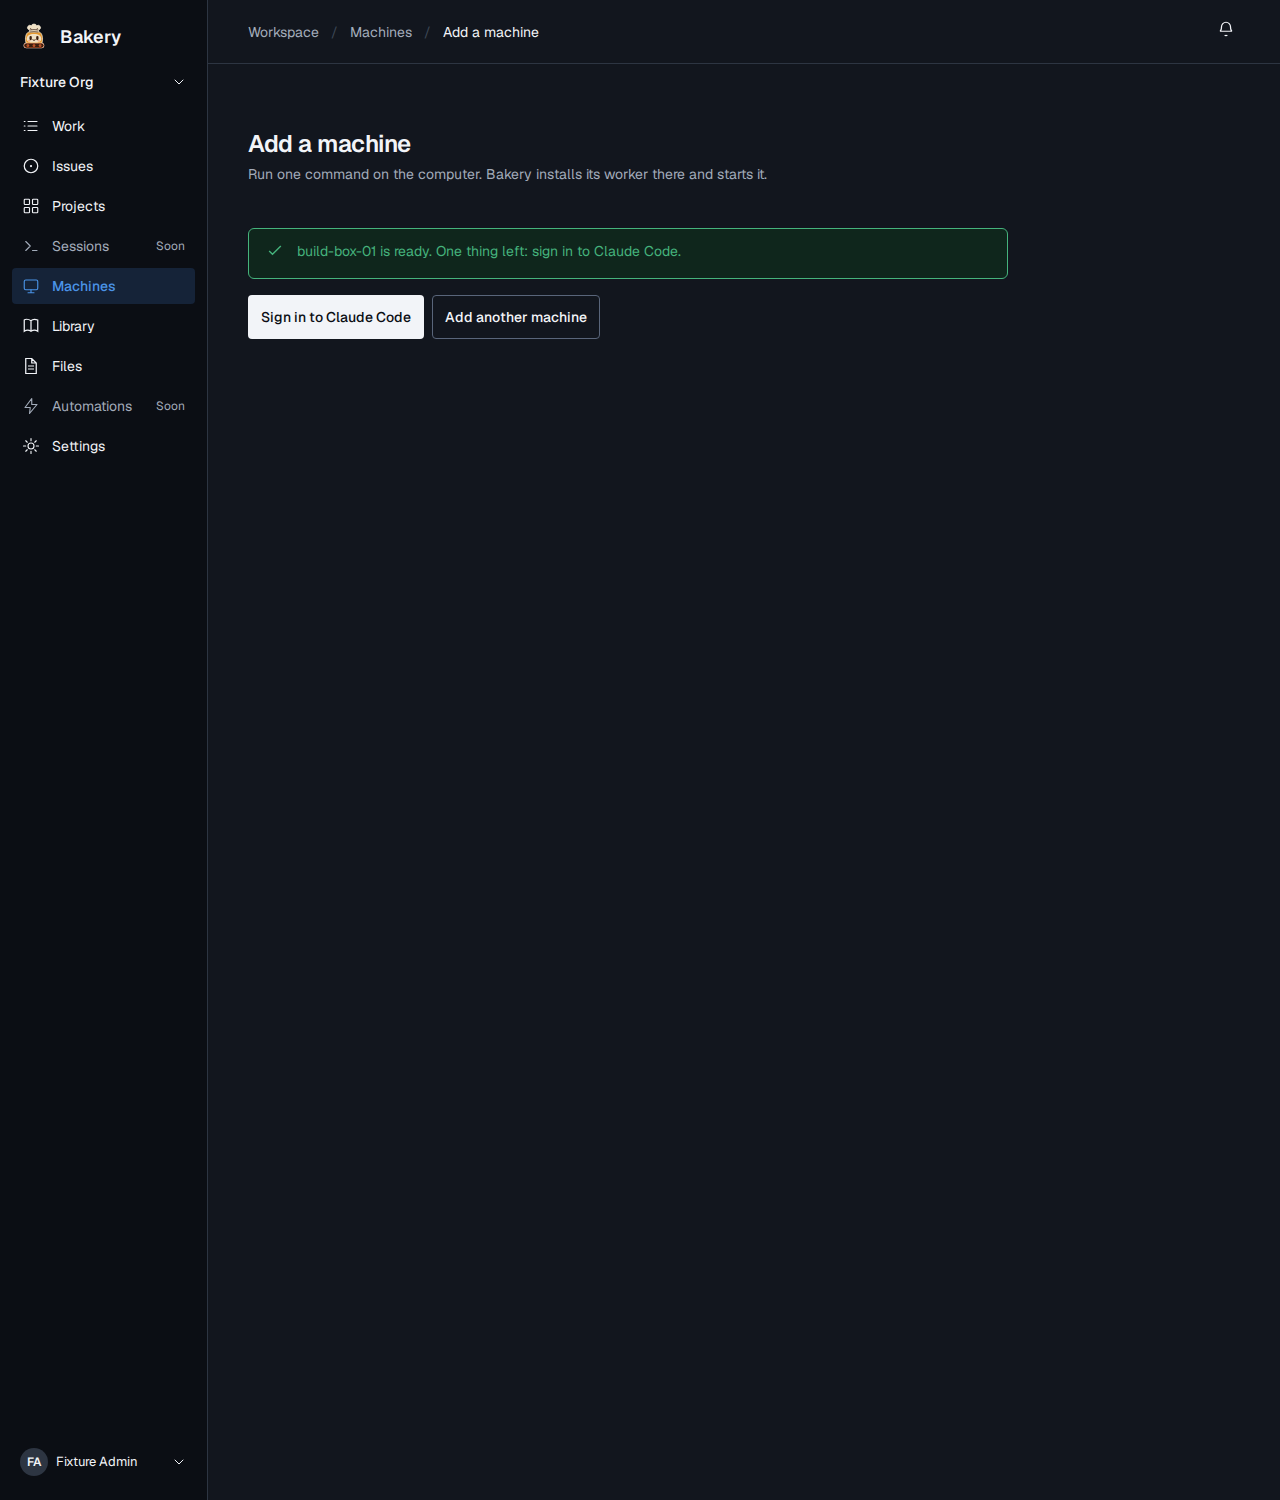 Bakery
Fixture Org
Work
Issues
Projects
Sessions Soon
Machines
Library
Files
Automations Soon
Settings
FA Fixture Admin
Workspace / Machines / Add a machine
Add a machine
Run one command on the computer. Bakery installs its worker there and starts it.
build-box-01 is ready. One thing left: sign in to Claude Code.
Sign in to Claude Code Add another machine